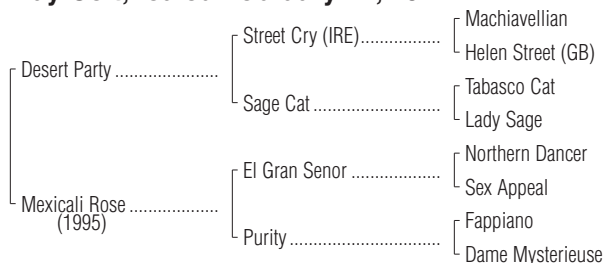 Machiavellian
Street Cry (IRE)
Helen Street (GB)
Desert Party
Tabasco Cat
Sage Cat
Lady Sage
Northern Dancer
El Gran Senor
Sex Appeal
Mexicali Rose
(1995)
Fappiano
Purity
Dame Mysterieuse